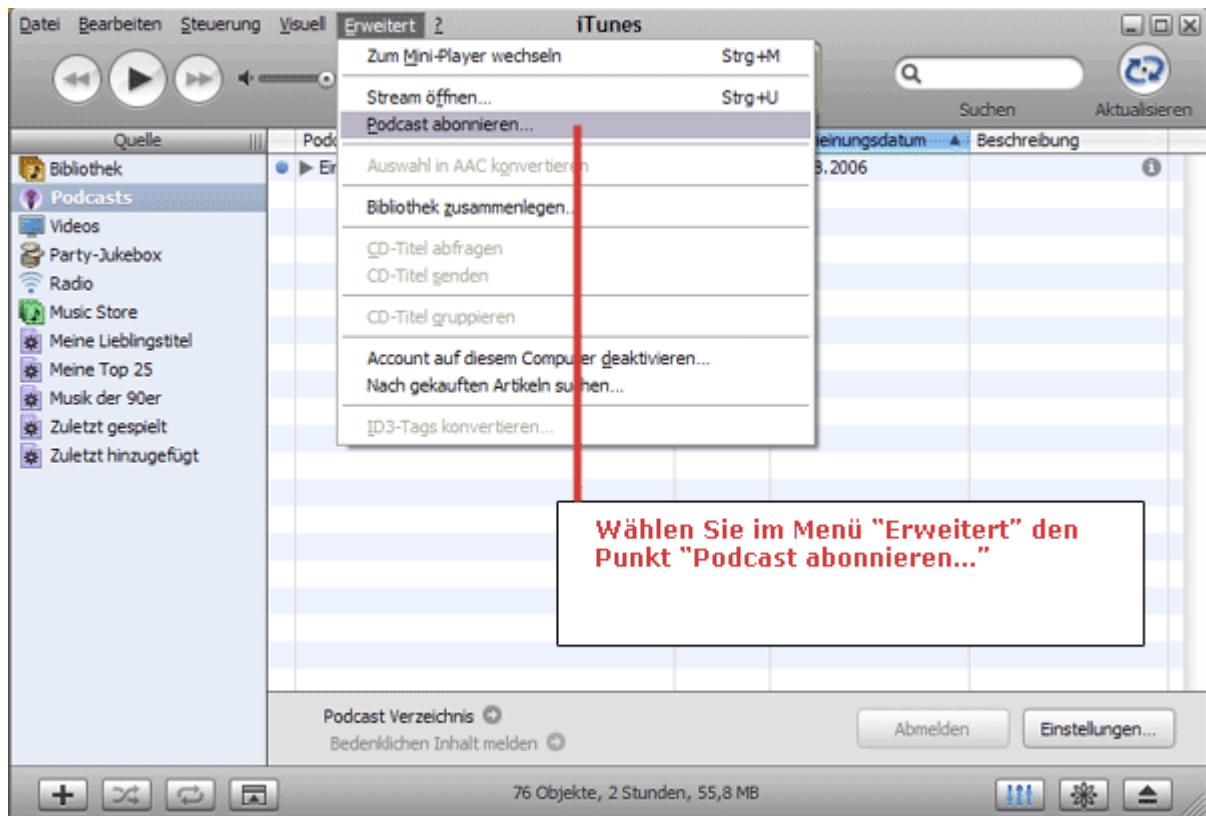 Datei Bearbeiten Steuerung Visuell Erweitert ? iTunes
Zum Mini-Player wechseln Strg+M
Stream öffnen... Strg+U
Podcast abonnieren...
Auswahl in AAC konvertieren
Bibliothek zusammenlegen...
CD-Titel abfragen
CD-Titel senden
CD-Titel gruppieren
Account auf diesem Computer deaktivieren...
Nach gekauften Artikeln suchen...
ID3-Tags konvertieren...
Suchen Aktualisieren
Quelle
Beschreibung
Bibliothek
Podcasts
Videos
Party-Jukebox
Radio
Music Store
Meine Lieblingstitel
Meine Top 25
Musik der 90er
Zuletzt gespielt
Zuletzt hinzugefügt
Wählen Sie im Menü "Erweitert" den
Punkt "Podcast abonnieren..."
Podcast Verzeichnis
Bedenklichen Inhalt melden
Abmelden Einstellungen...
76 Objekte, 2 Stunden, 55,8 MB